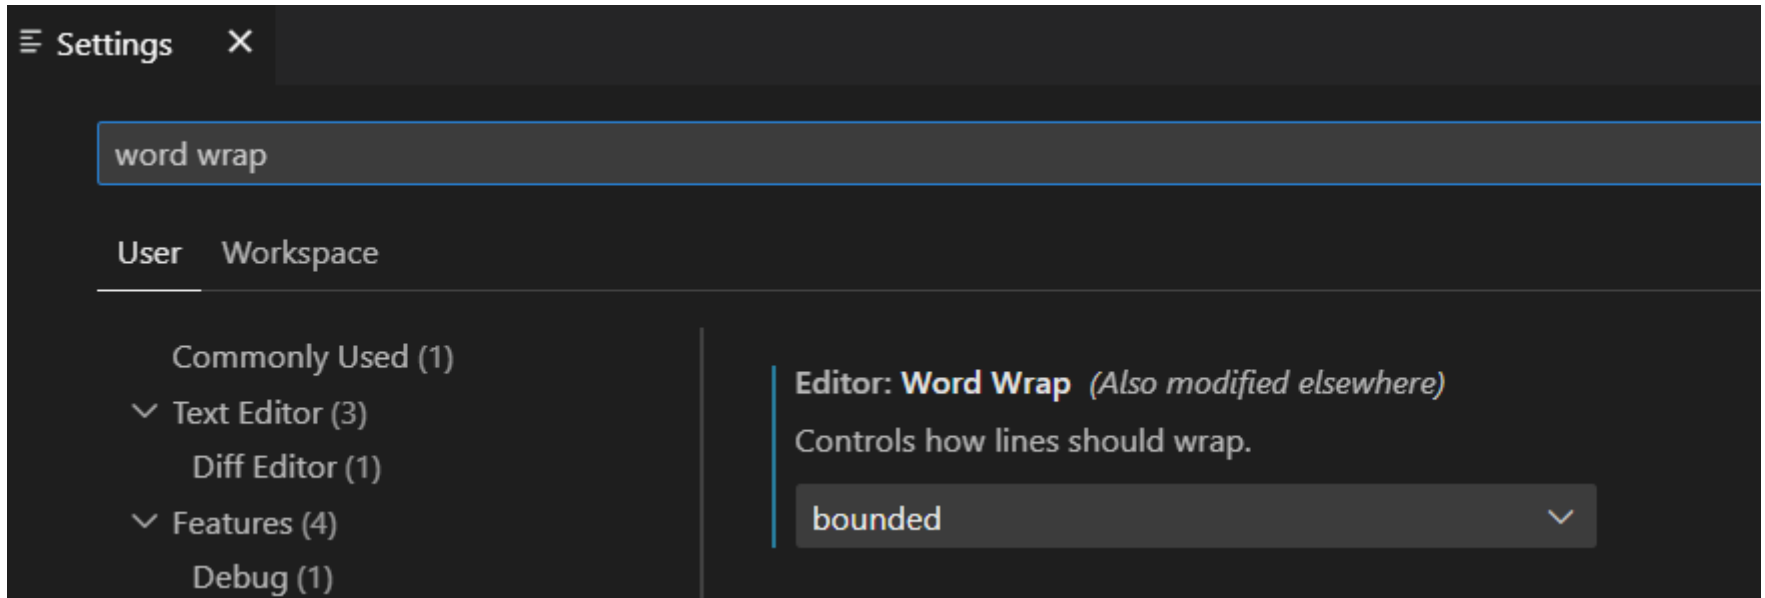 Settings
word wrap
User Workspace
Commonly Used (1)
Text Editor (3)
Diff Editor (1)
Features (4)
Debug (1)
Editor: Word Wrap (Also modified elsewhere)
Controls how lines should wrap.
bounded